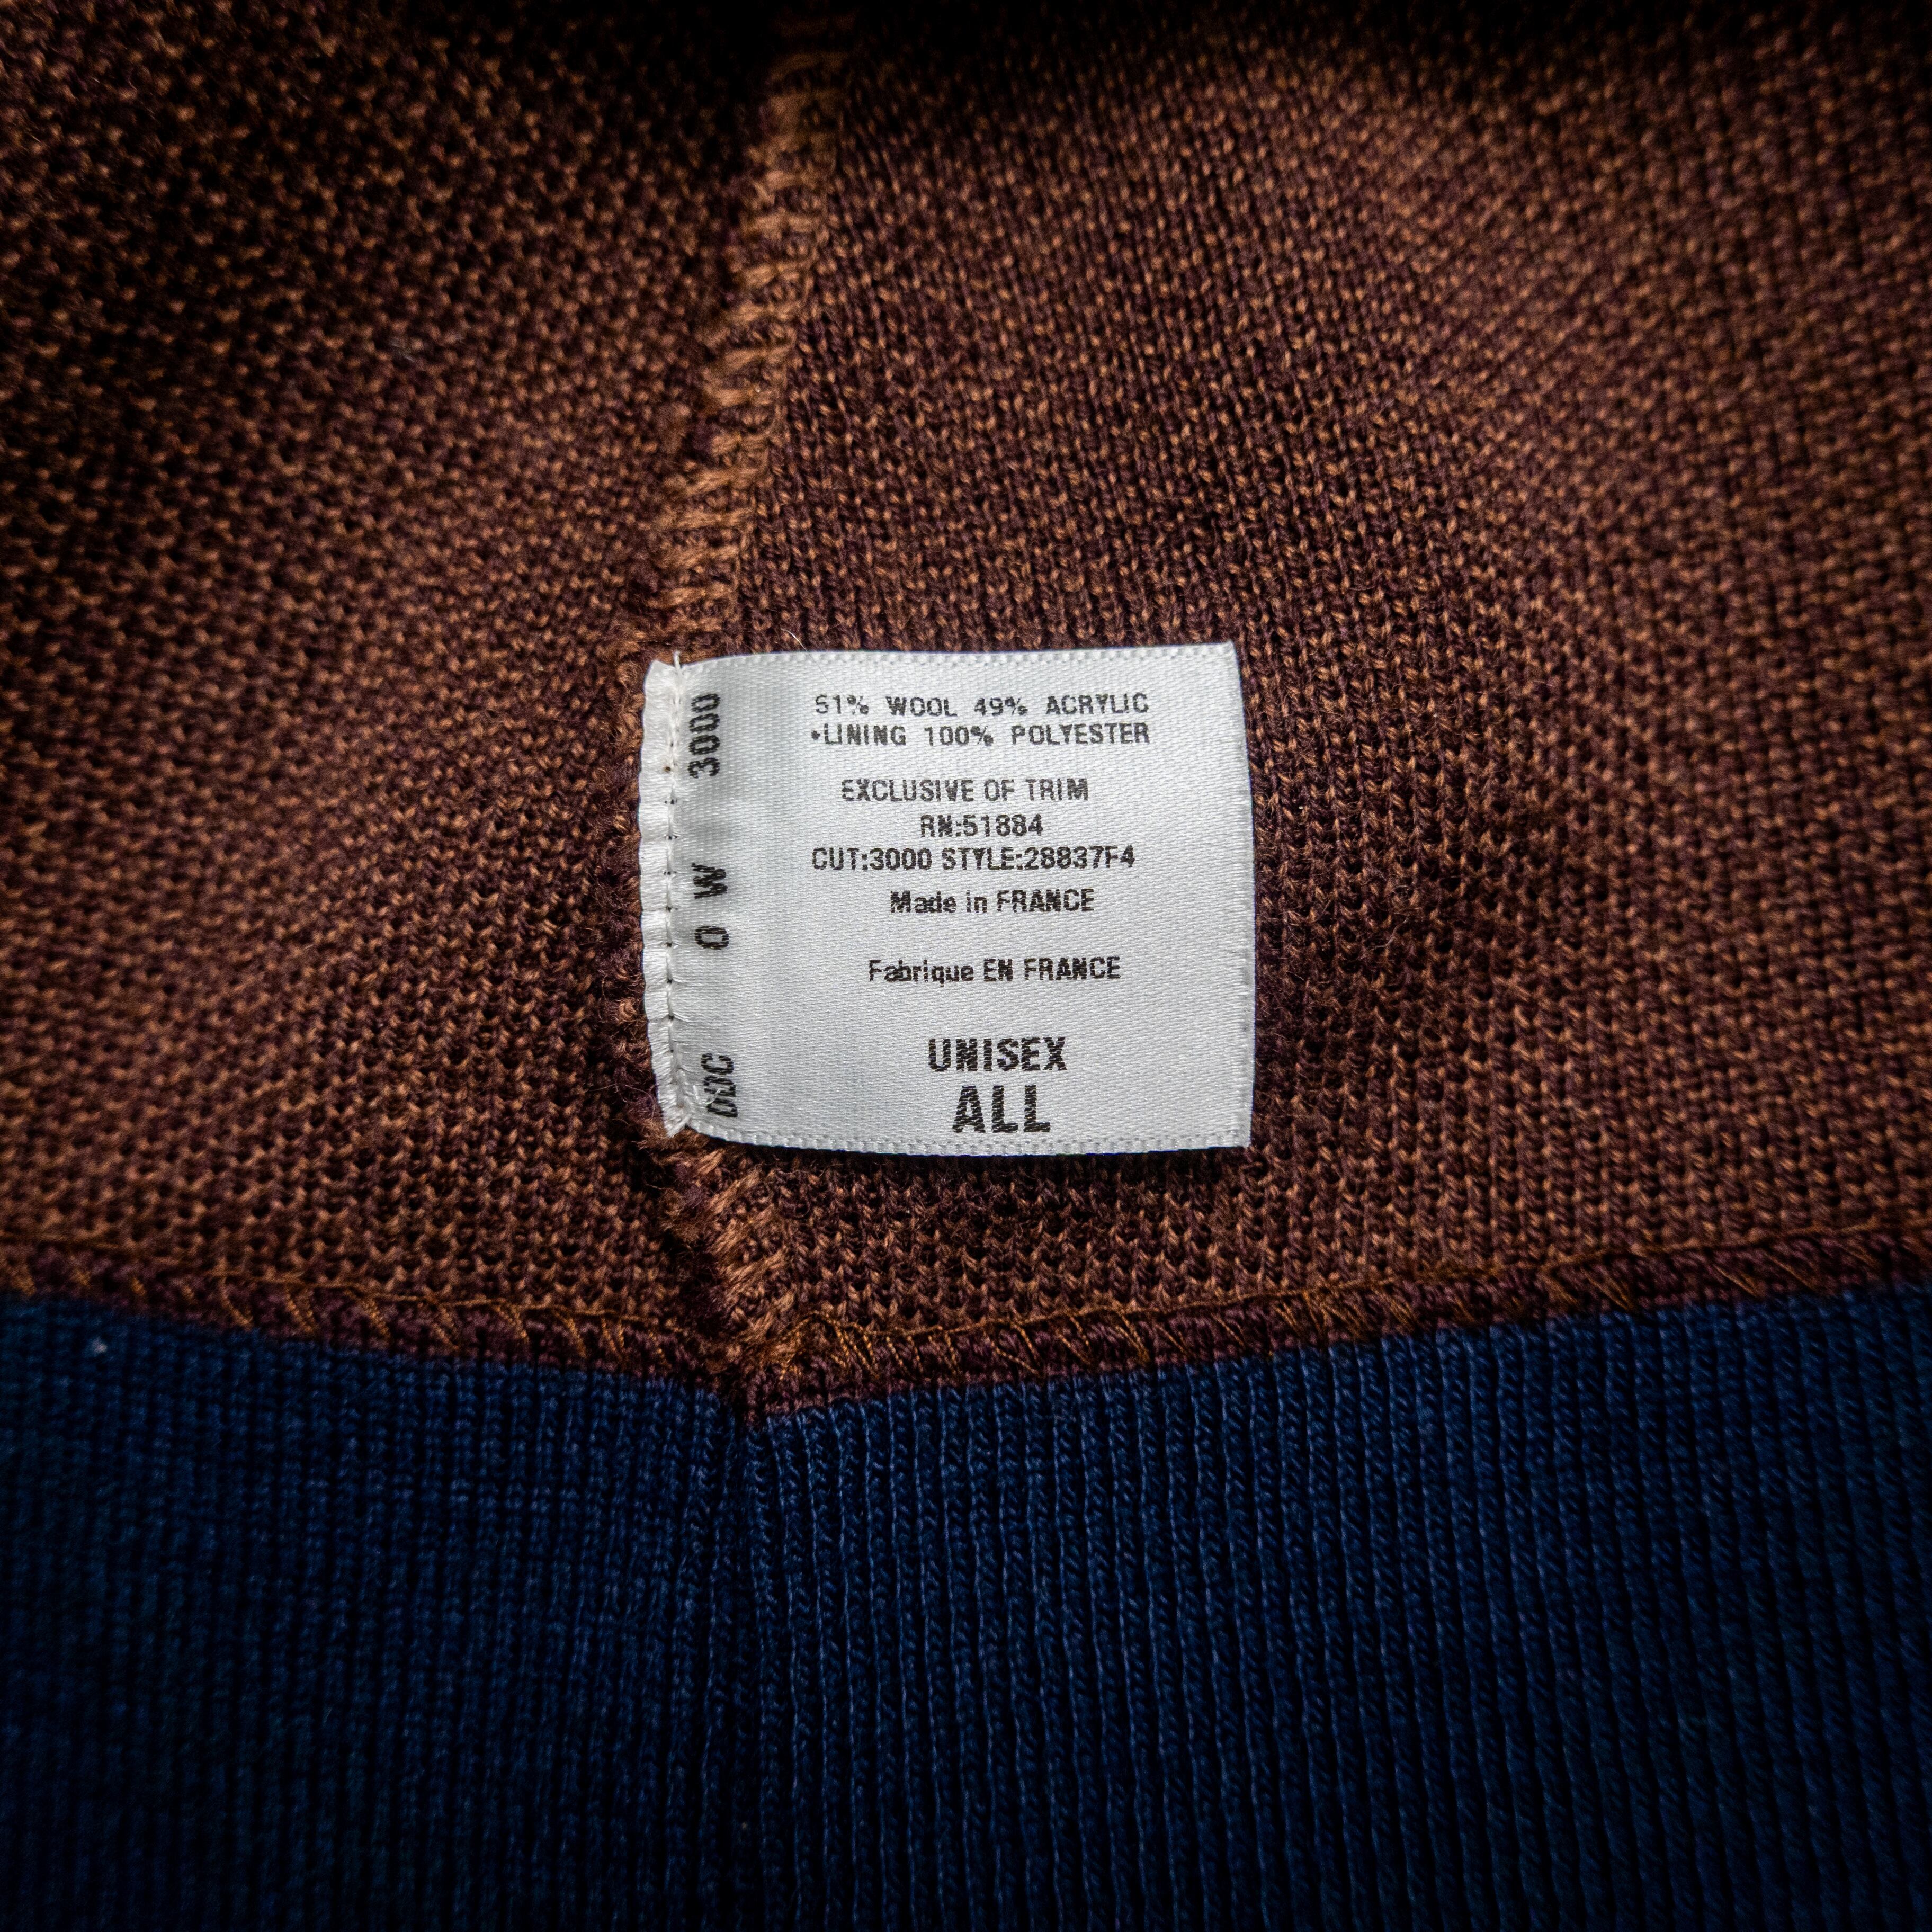 51% WOOL 49% ACRYLIC
•LINING 100% POLYESTER
EXCLUSIVE OF TRIM
RN:51884
CUT:3000 STYLE:28837F4
Made in FRANCE
Fabrique EN FRANCE
UNISEX
ALL
3000
O W